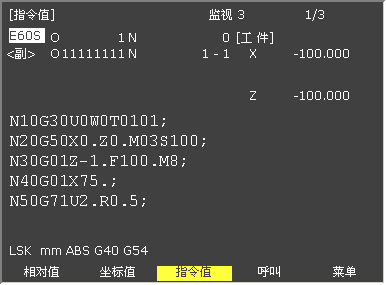 [指令值] 监视 3 1/3
E60S O 1 N 0 [工 件]
<副> O 11111111 N 1 - 1 X -100.000
Z -100.000
N10G30U0W0T0101;
N20G50X0.Z0.M03S100;
N30G01Z-1.F100.M8;
N40G01X75.;
N50G71U2.R0.5;
LSK mm ABS G40 G54
相对值 坐标值 指令值 呼叫 菜单